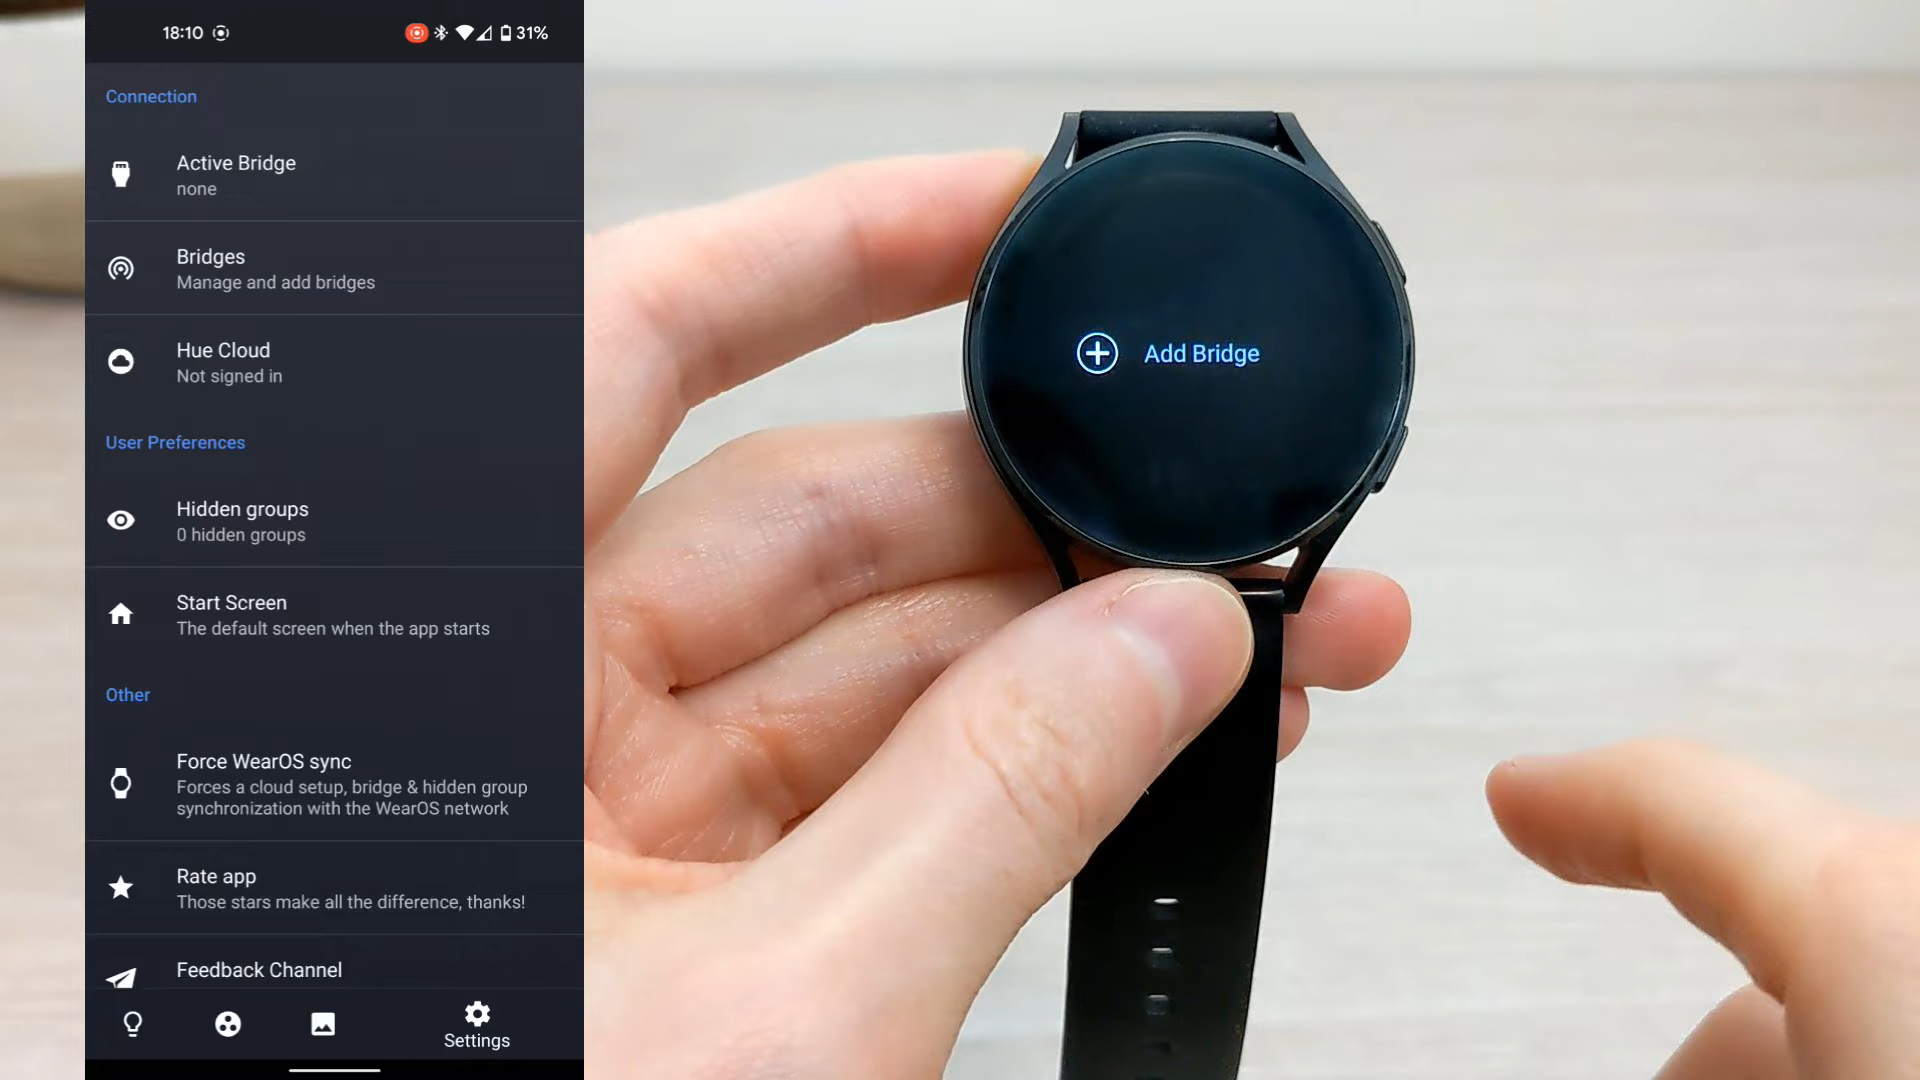 18:10
31%
Connection
Active Bridge
none
Bridges
Manage and add bridges
Hue Cloud
Not signed in
User Preferences
Hidden groups
0 hidden groups
Start Screen
The default screen when the app starts
Other
Force WearOS sync
Forces a cloud setup, bridge & hidden group
synchronization with the WearOS network
Rate app
Those stars make all the difference, thanks!
Feedback Channel
Settings
Add Bridge